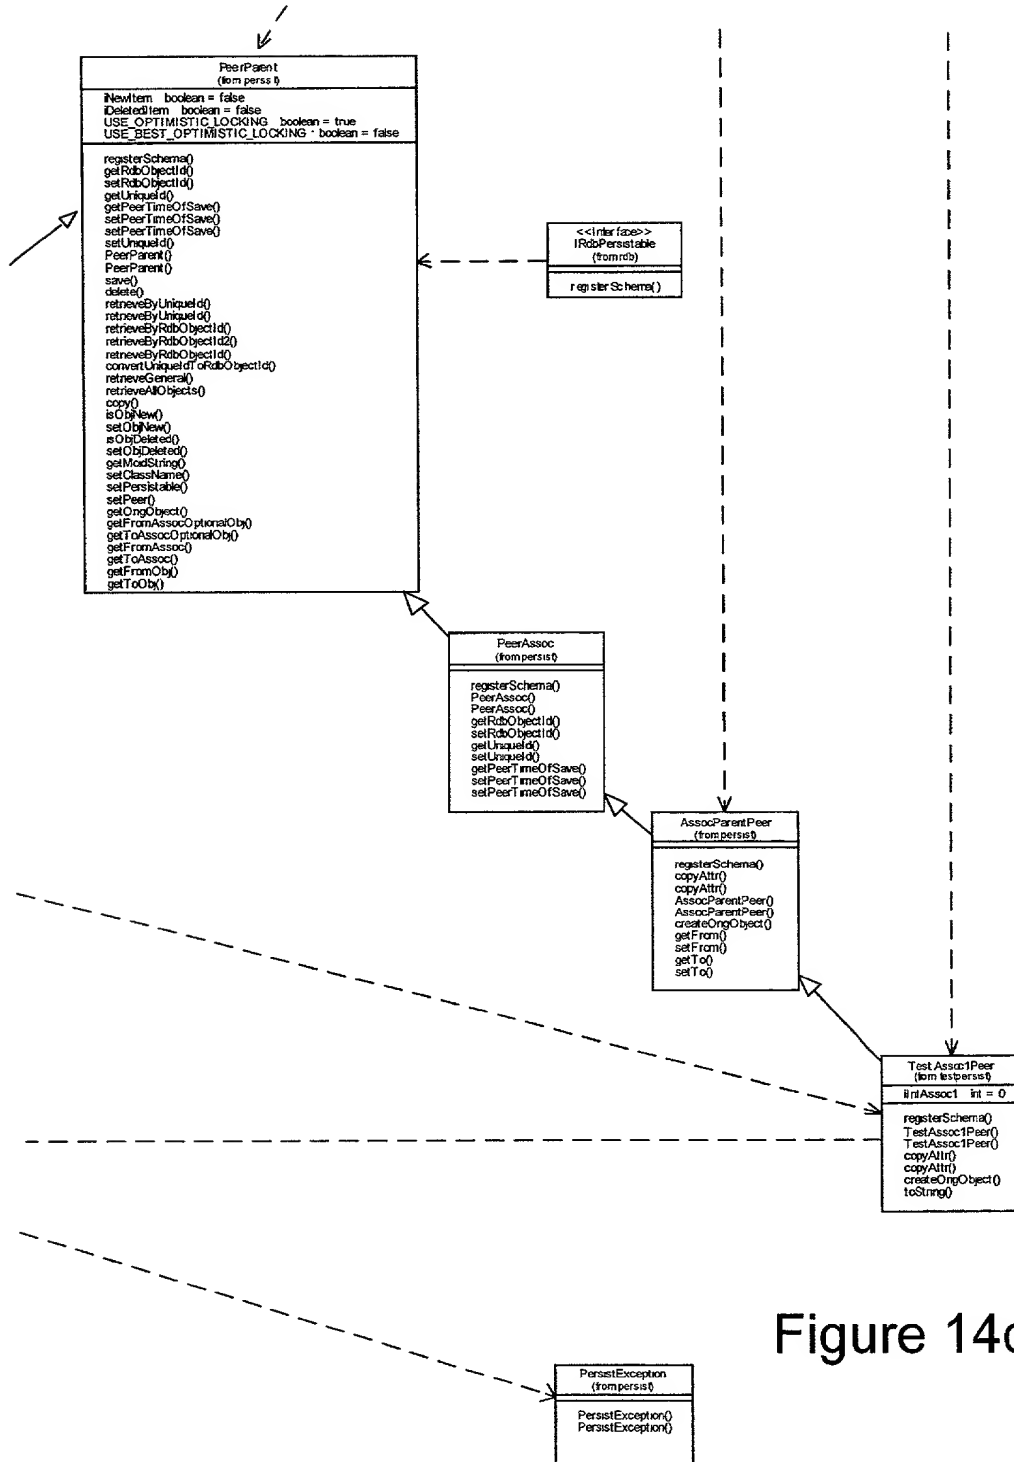 PeerParent
(from persist)
iNewItem boolean = false
iDeletedItem boolean = false
USE_OPTIMISTIC_LOCKING boolean = true
USE_BEST_OPTIMISTIC_LOCKING : boolean = false
registerSchema()
getRdbObjectId()
setRdbObjectId()
getUniqueId()
getPeerTimeOfSave()
setPeerTimeOfSave()
setPeerTimeOfSave()
setUniqueId()
PeerParent()
PeerParent()
save()
delete()
retrieveByUniqueId()
retrieveByUniqueId()
retrieveByRdbObjectId()
retrieveByRdbObjectId2()
retrieveByRdbObjectId()
convertUniqueIdToRdbObjectId()
retrieveGeneral()
retrieveAllObjects()
copy()
isObjNew()
setObjNew()
isObjDeleted()
setObjDeleted()
getModString()
setClassName()
setPersistable()
setPeer()
getOngObject()
getFromAssocOptionalObj()
getToAssocOptionalObj()
getFromAssoc()
getToAssoc()
getFromObj()
getToObj()
<<Interface>>
IRdbPersistable
(from rdb)
registerSchema()
PeerAssoc
(from persist)
registerSchema()
PeerAssoc()
PeerAssoc()
getRdbObjectId()
setRdbObjectId()
getUniqueId()
setUniqueId()
getPeerTimeOfSave()
setPeerTimeOfSave()
setPeerTimeOfSave()
AssocParentPeer
(from persist)
registerSchema()
copyAttr()
copyAttr()
AssocParentPeer()
AssocParentPeer()
createOngObject()
getFrom()
setFrom()
getTo()
setTo()
TestAssoc1Peer
(from testpersist)
iIntAssoc1 int = 0
registerSchema()
TestAssoc1Peer()
TestAssoc1Peer()
copyAttr()
copyAttr()
createOngObject()
toString()
Figure 14c
PersistException
(from persist)
PersistException()
PersistException()